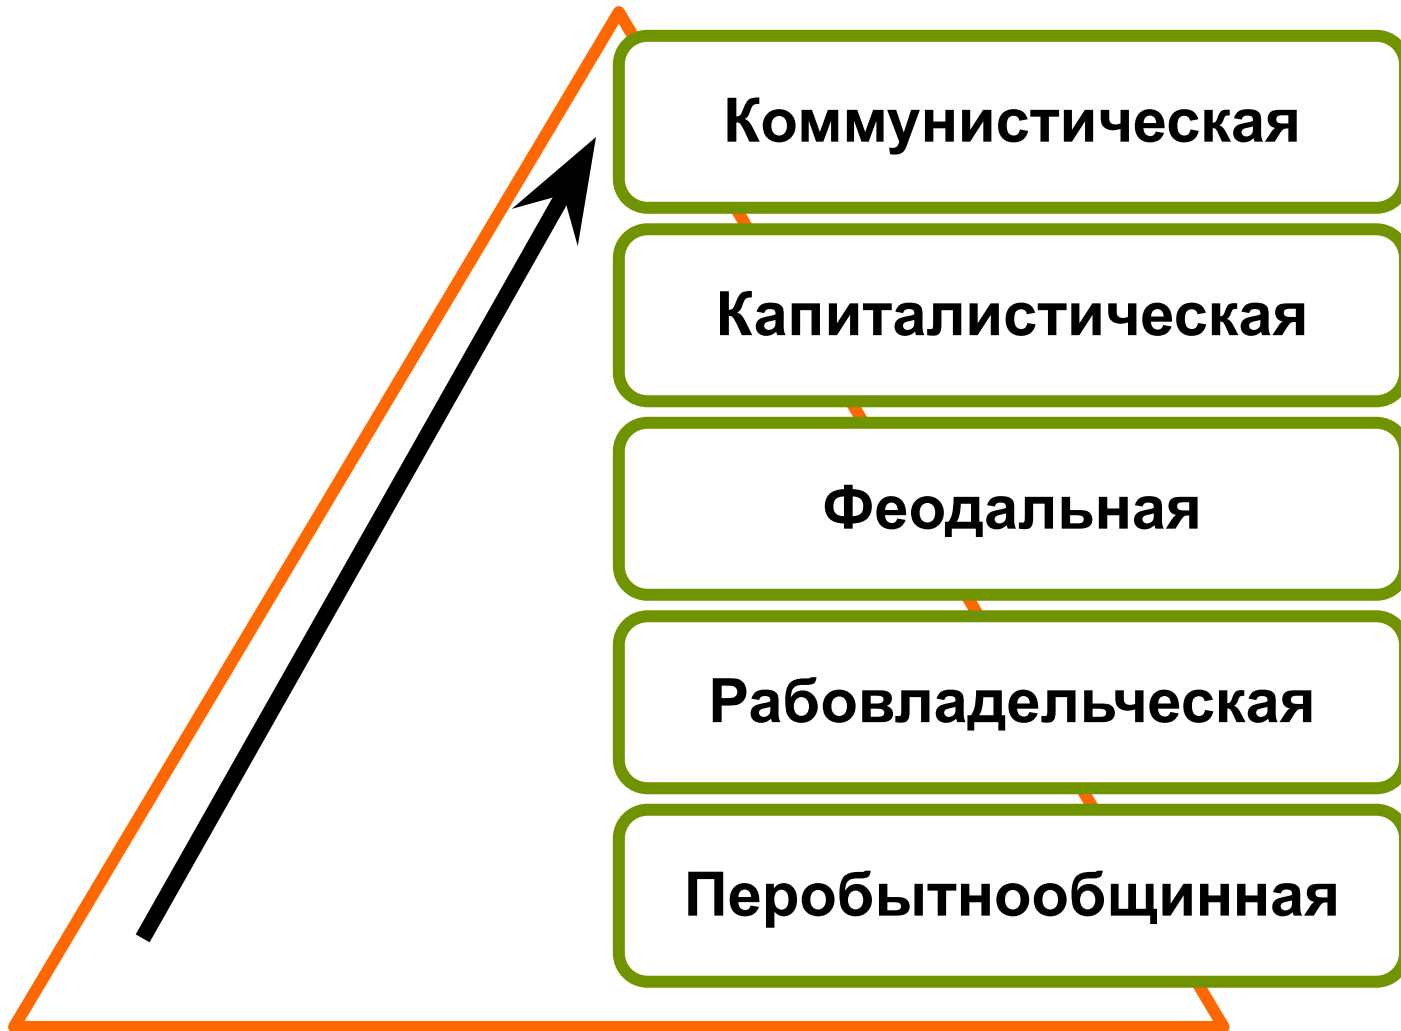 Коммунистическая
Капиталистическая
Феодальная
Рабовладельческая
Перобытнообщинная